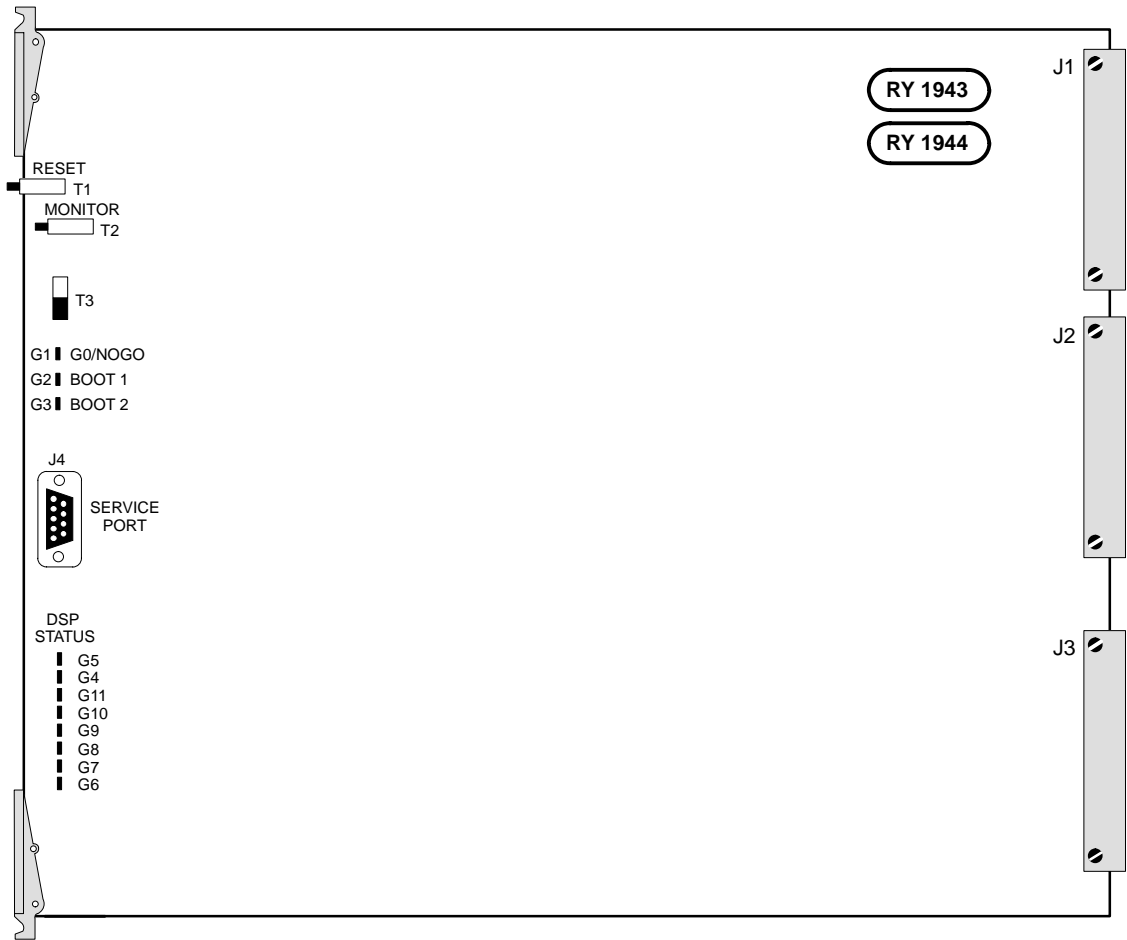 J1
RY 1943
RY 1944
RESET
T1
MONITOR
T2
T3
G1 G0/NOGO
G2 BOOT 1
G3 BOOT 2
J2
J4
SERVICE
PORT
DSP
STATUS
G5
G4
G11
G10
G9
G8
G7
G6
J3